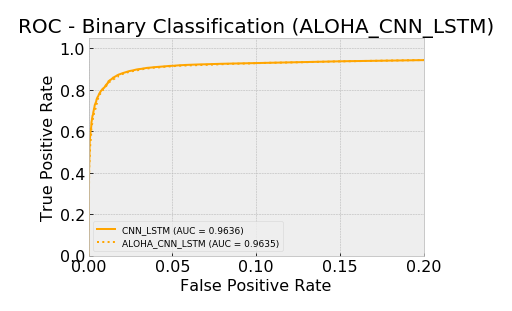 ROC - Binary Classification (ALOHA_CNN_LSTM)
1.0
0.8
0.6
0.4
0.2
0.0
True Positive Rate
CNN_LSTM (AUC = 0.9636)
ALOHA_CNN_LSTM (AUC = 0.9635)
0.00 0.05 0.10 0.15 0.20
False Positive Rate